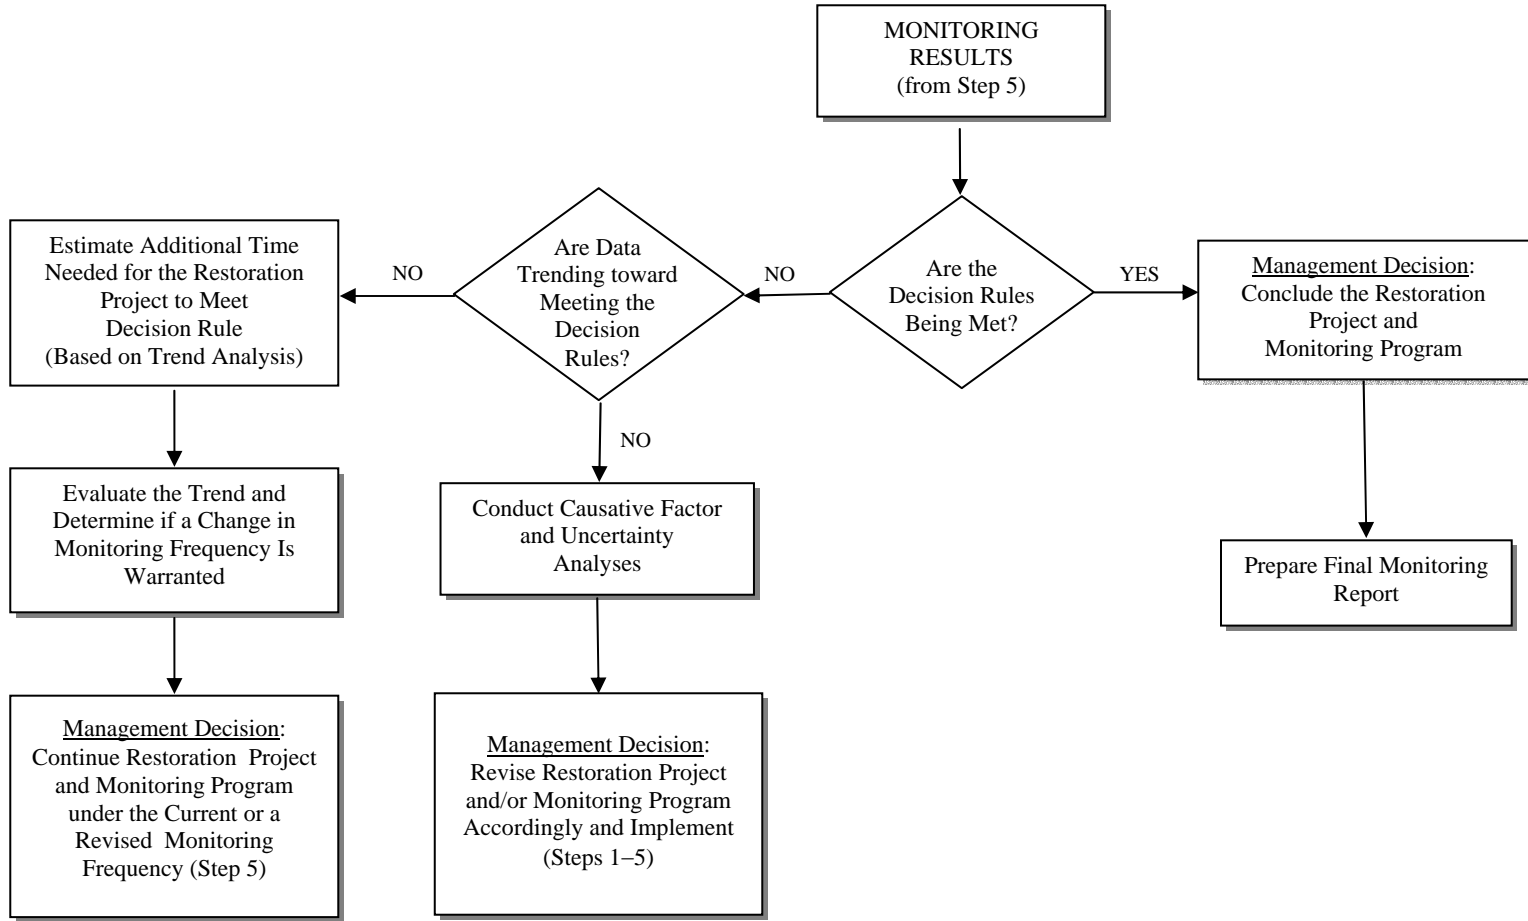 MONITORING
RESULTS
(from Step 5)
Are the
Decision Rules
Being Met?
YES
Management Decision:
Conclude the Restoration
Project and
Monitoring Program
Prepare Final Monitoring
Report
NO
Are Data
Trending toward
Meeting the
Decision
Rules?
NO
Estimate Additional Time
Needed for the Restoration
Project to Meet
Decision Rule
(Based on Trend Analysis)
Evaluate the Trend and
Determine if a Change in
Monitoring Frequency Is
Warranted
Management Decision:
Continue Restoration Project
and Monitoring Program
under the Current or a
Revised Monitoring
Frequency (Step 5)
NO
Conduct Causative Factor
and Uncertainty
Analyses
Management Decision:
Revise Restoration Project
and/or Monitoring Program
Accordingly and Implement
(Steps 1–5)